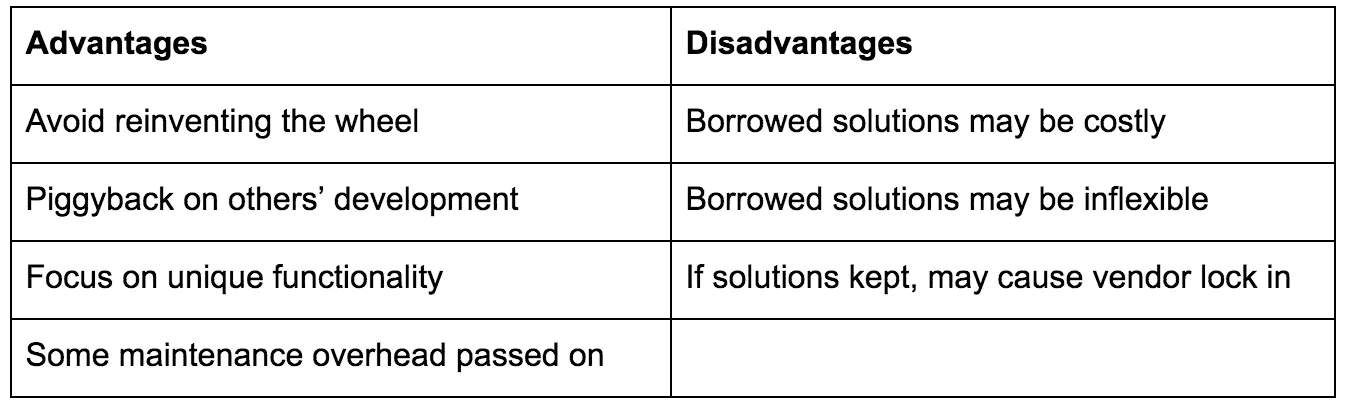 Advantages
Disadvantages
Avoid reinventing the wheel
Borrowed solutions may be costly
Piggyback on others’ development
Borrowed solutions may be inflexible
Focus on unique functionality
If solutions kept, may cause vendor lock in
Some maintenance overhead passed on